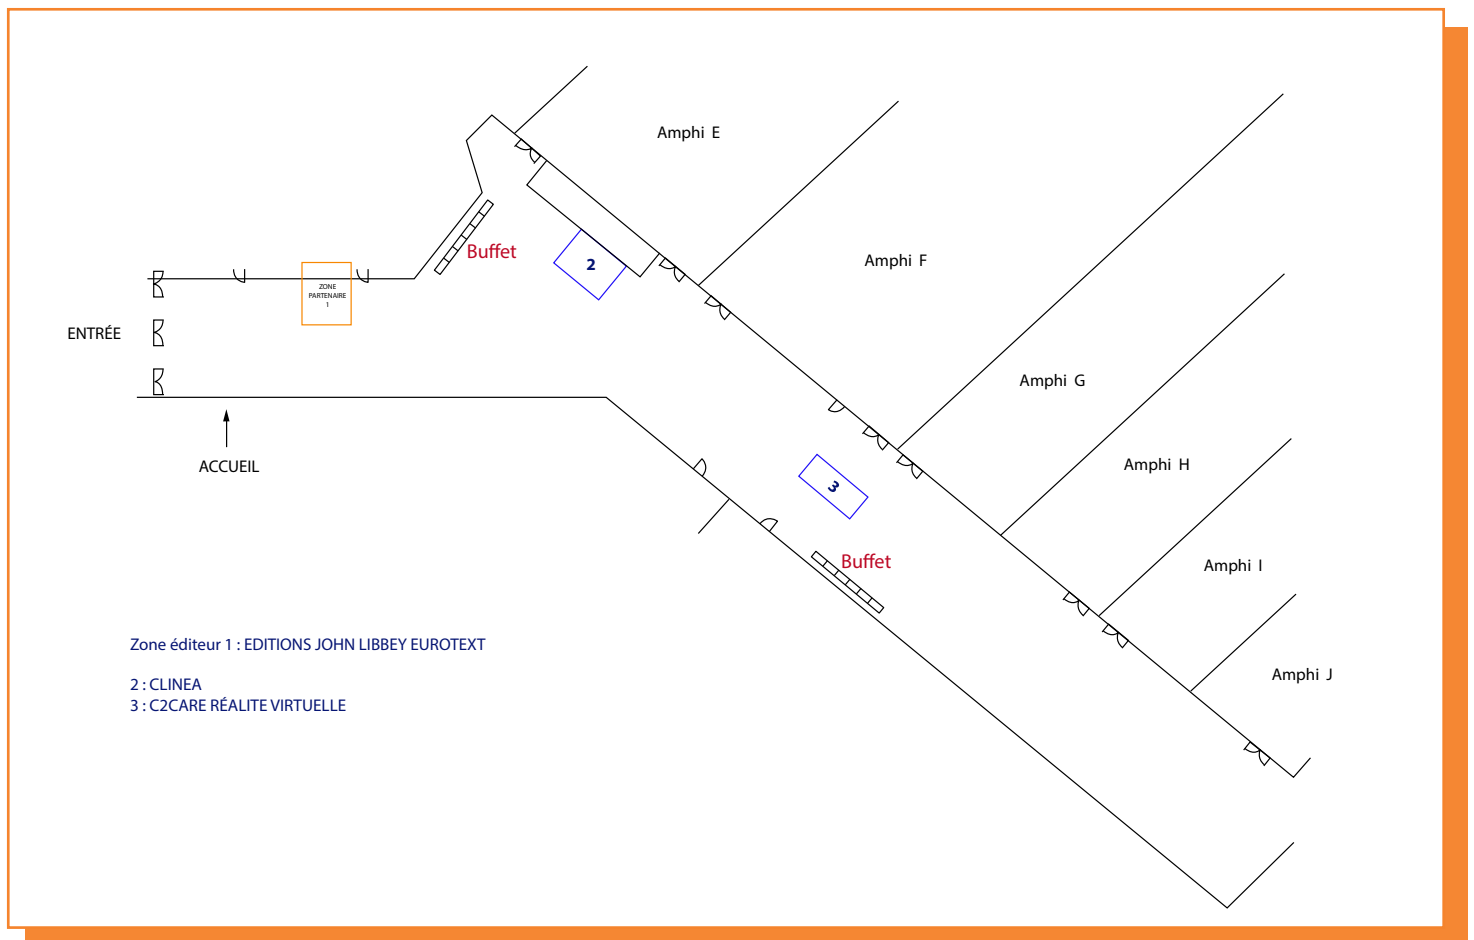 Amphi E
Buffet
Amphi F
2
ZONE
PARTENAIRE
1
ENTRÉE
Amphi G
ACCUEIL
Amphi H
3
Buffet
Amphi I
Zone éditeur 1 : EDITIONS JOHN LIBBEY EUROTEXT
Amphi J
2 : CLINEA
3 : C2CARE RÉALITE VIRTUELLE